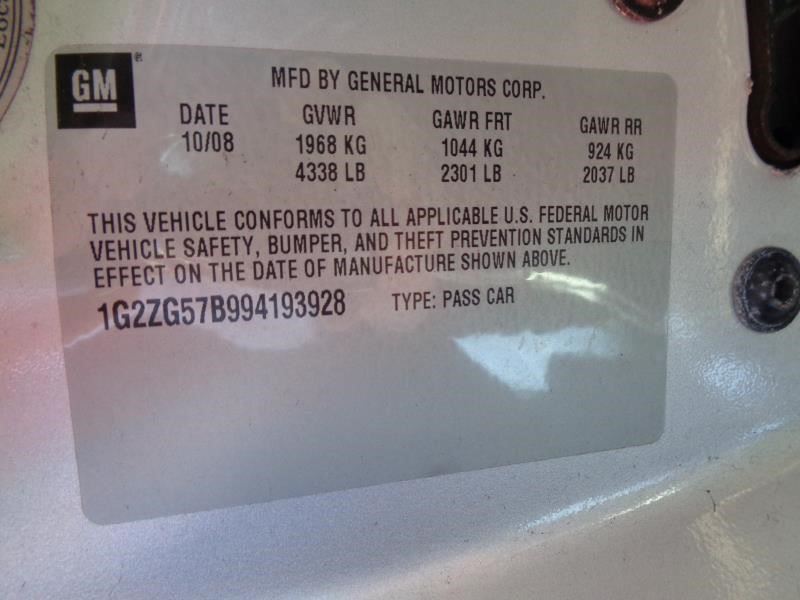 GM
MFD BY GENERAL MOTORS CORP.
DATE GVWR GAWR FRT GAWR RR
10/08 1968 KG 1044 KG 924 KG
4338 LB 2301 LB 2037 LB
THIS VEHICLE CONFORMS TO ALL APPLICABLE U.S. FEDERAL MOTOR
VEHICLE SAFETY, BUMPER, AND THEFT PREVENTION STANDARDS IN
EFFECT ON THE DATE OF MANUFACTURE SHOWN ABOVE.
1G2ZG57B994193928 TYPE: PASS CAR